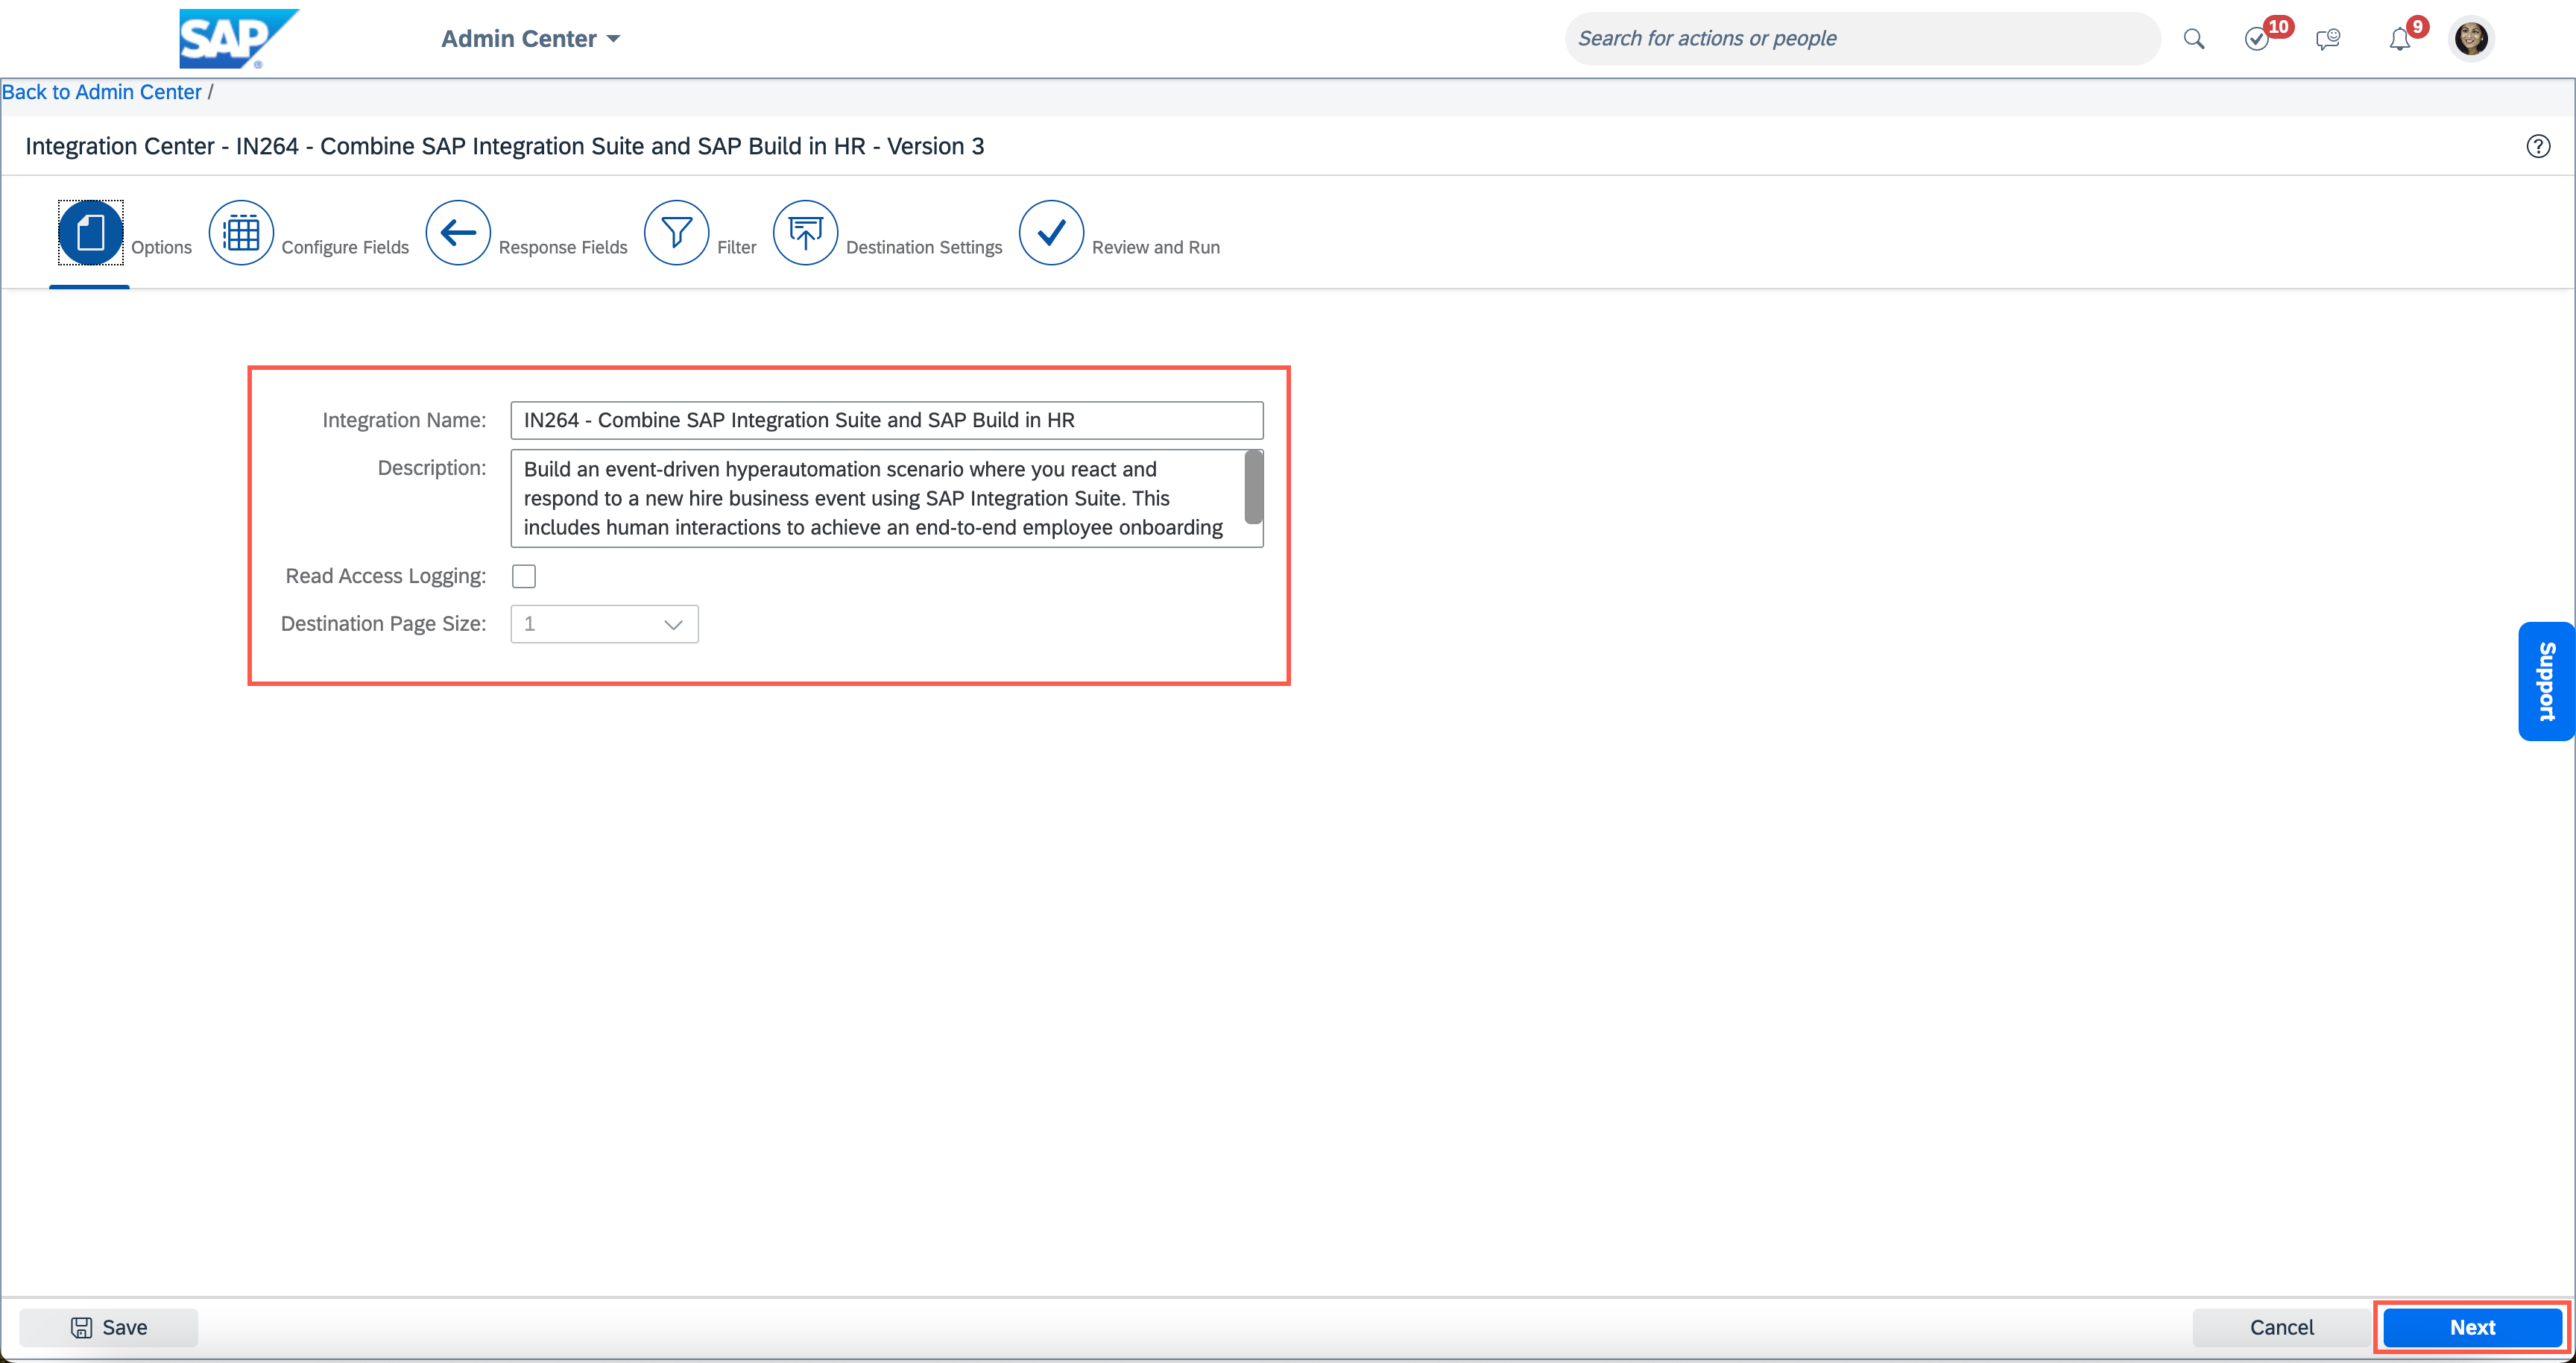 SAP
®
Admin Center
Search for actions or people
10
9
Back to Admin Center /
Integration Center - IN264 - Combine SAP Integration Suite and SAP Build in HR - Version 3
?
Options
Configure Fields
Response Fields
Filter
Destination Settings
Review and Run
Integration Name:
IN264 - Combine SAP Integration Suite and SAP Build in HR
Description:
Build an event-driven hyperautomation scenario where you react and
respond to a new hire business event using SAP Integration Suite. This
includes human interactions to achieve an end-to-end employee onboarding
Read Access Logging:
Destination Page Size:
1
Support
Save
Cancel
Next